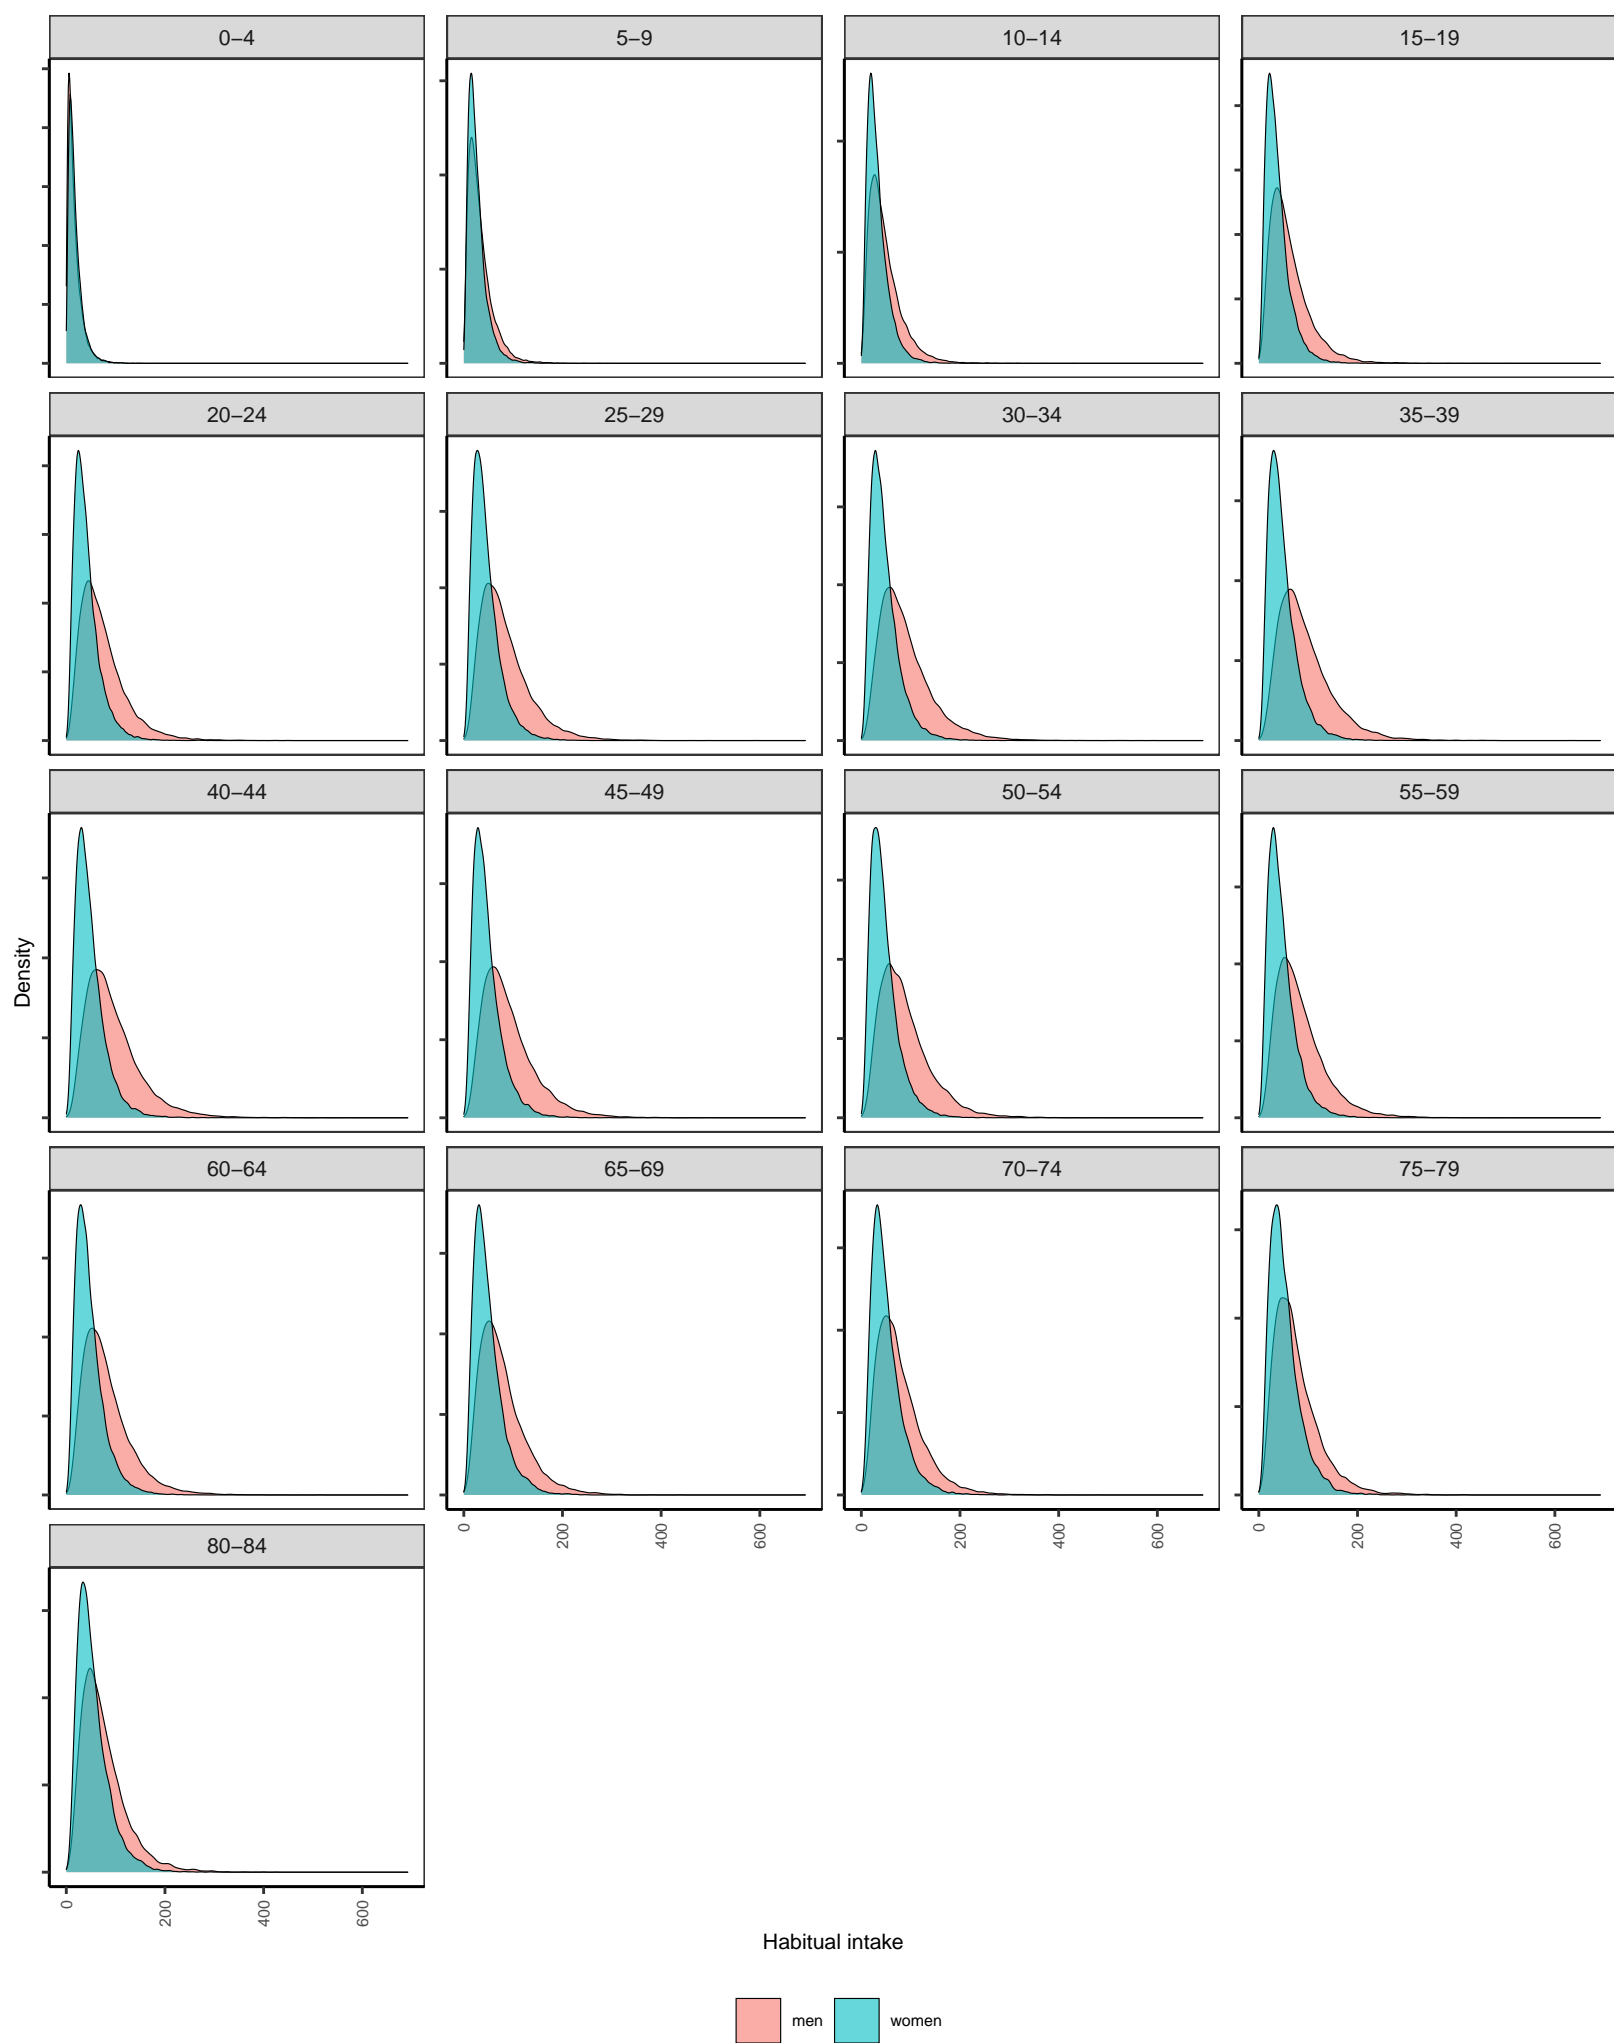 0−4 5−9 10−14 15−19
20−24 25−29 30−34 35−39
40−44 45−49 50−54 55−59
Density
60−64 65−69 70−74 75−79
0 200 400 600 0 200 400 600 0 200 400 600
80−84
0 200 400 600
Habitual intake
men women